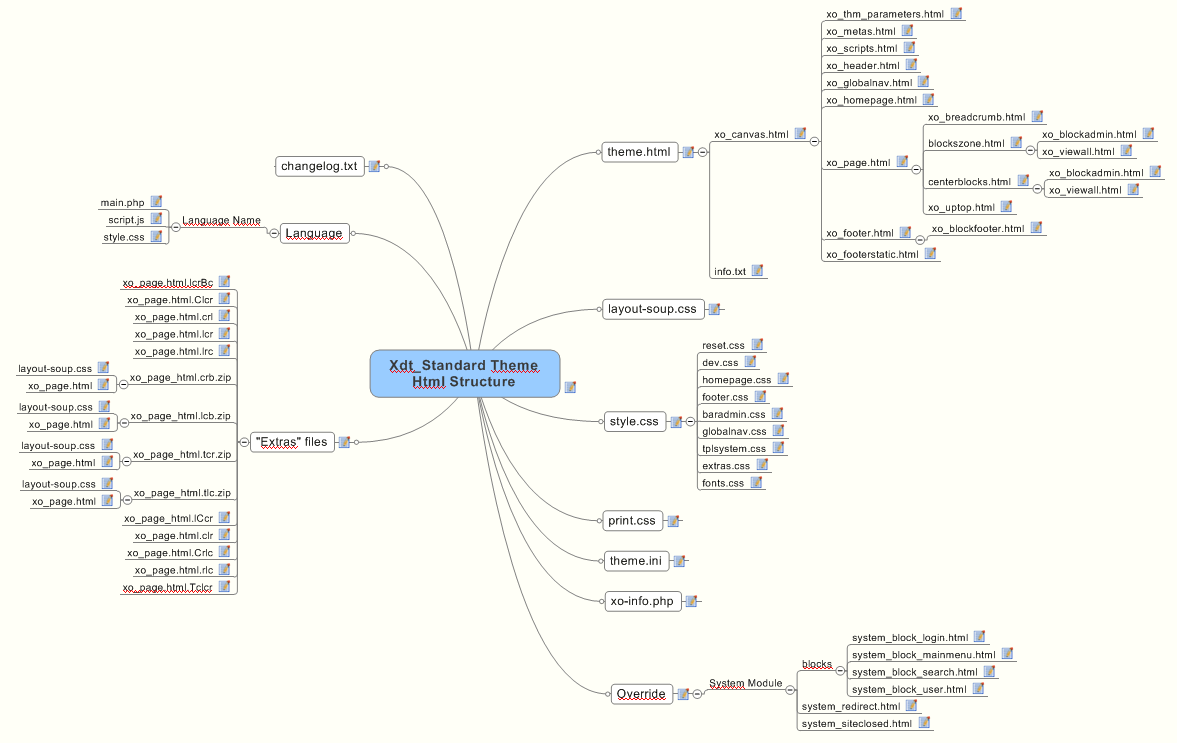 Xdt_Standard Theme
Html Structure
changelog.txt
Language
Language Name
main.php
script.js
style.css
"Extras" files
xo_page.html.lcrBc
xo_page.html.Clcr
xo_page.html.crl
xo_page.html.lcr
xo_page.html.lrc
xo_page_html.crb.zip
layout-soup.css
xo_page.html
xo_page_html.lcb.zip
layout-soup.css
xo_page.html
xo_page_html.tcr.zip
layout-soup.css
xo_page.html
xo_page_html.tlc.zip
layout-soup.css
xo_page.html
xo_page_html.lCcr
xo_page.html.clr
xo_page.html.Crlc
xo_page.html.rlc
xo_page.html.Tclcr
theme.html
xo_canvas.html
xo_thm_parameters.html
xo_metas.html
xo_scripts.html
xo_header.html
xo_globalnav.html
xo_homepage.html
xo_page.html
xo_breadcrumb.html
blockszone.html
xo_blockadmin.html
xo_viewall.html
centerblocks.html
xo_blockadmin.html
xo_viewall.html
xo_uptop.html
xo_footer.html
xo_blockfooter.html
xo_footerstatic.html
info.txt
layout-soup.css
style.css
reset.css
dev.css
homepage.css
footer.css
baradmin.css
globalnav.css
tplsystem.css
extras.css
fonts.css
print.css
theme.ini
xo-info.php
Override
System Module
blocks
system_block_login.html
system_block_mainmenu.html
system_block_search.html
system_block_user.html
system_redirect.html
system_siteclosed.html